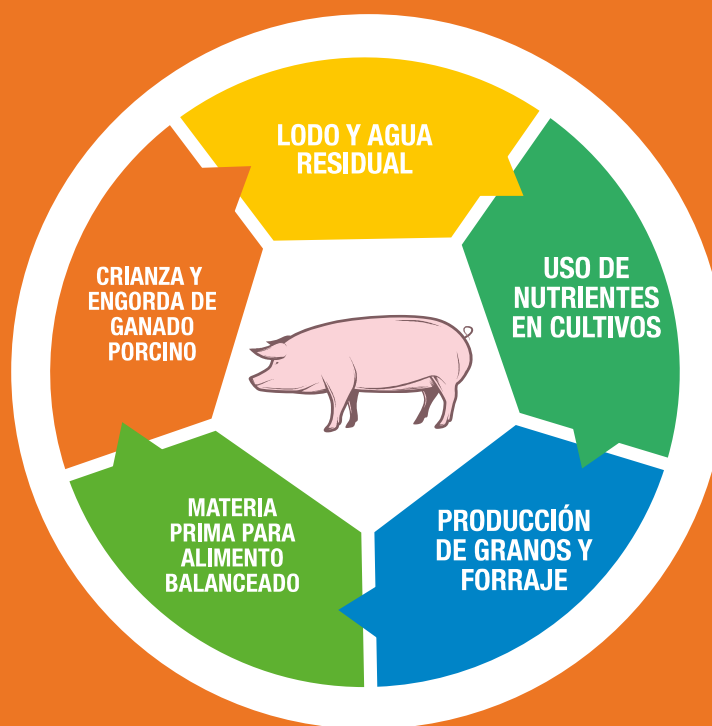 LODO Y AGUA
RESIDUAL
USO DE
NUTRIENTES
EN CULTIVOS
PRODUCCIÓN
DE GRANOS Y
FORRAJE
MATERIA
PRIMA PARA
ALIMENTO
BALANCEADO
CRIANZA Y
ENGORDA DE
GANADO
PORCINO